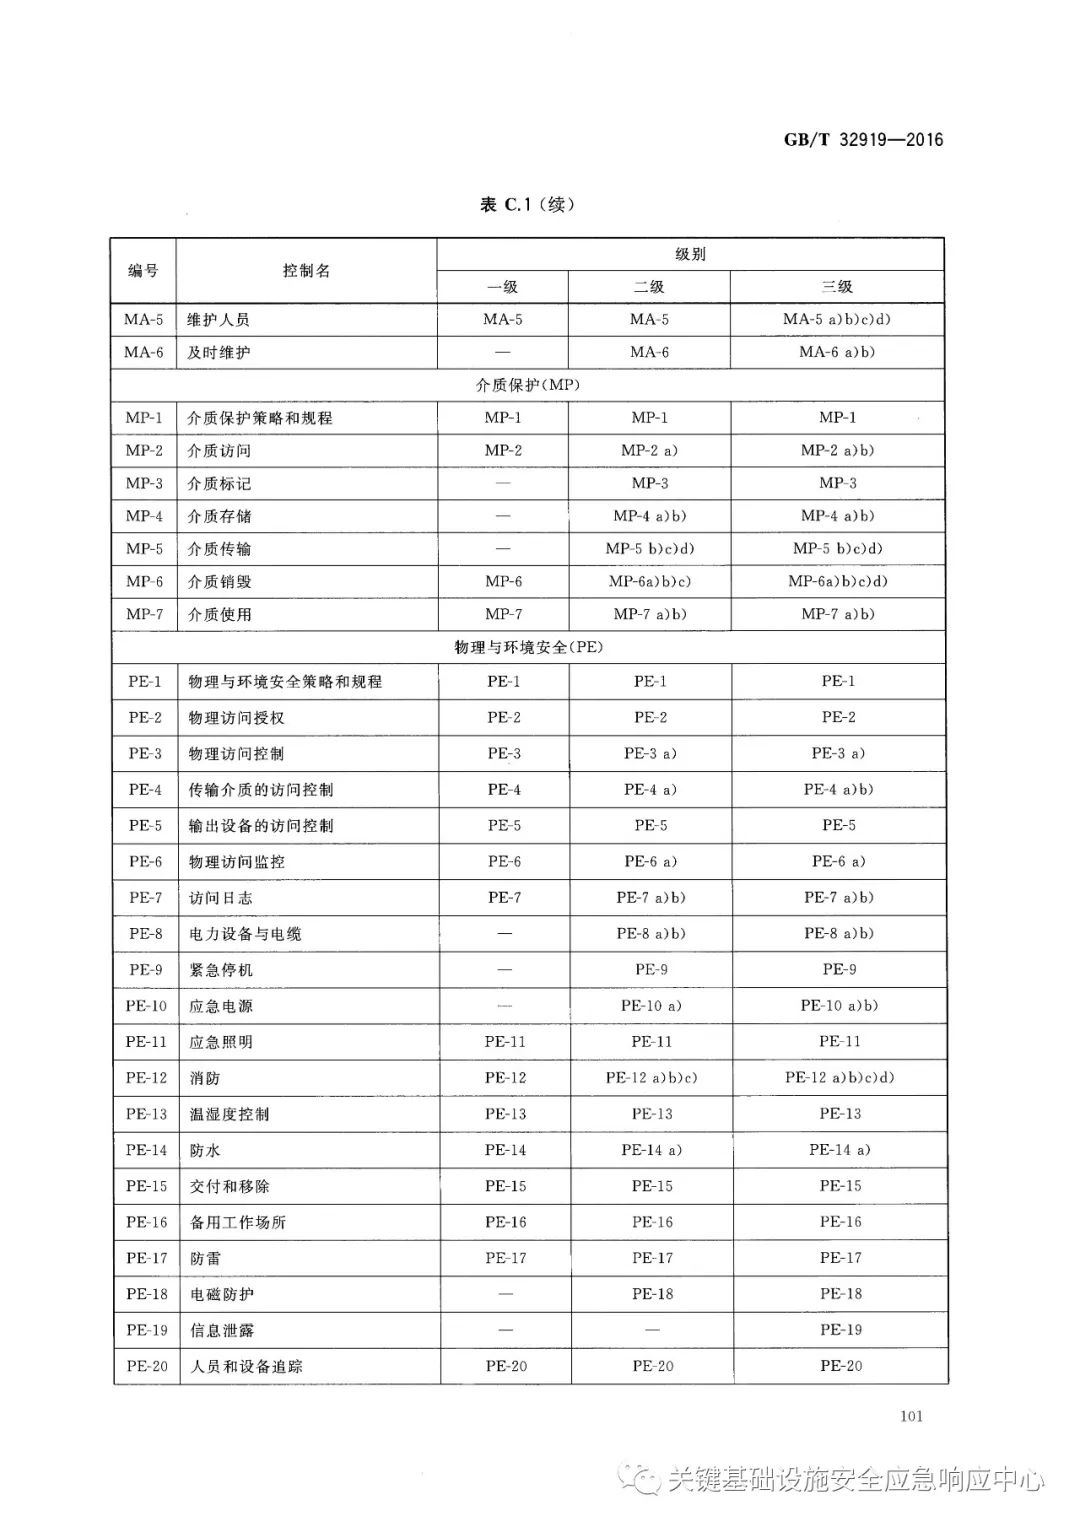 GB/T 32919—2016
表 C.1（续）
编号 控制名 级别
一级 二级 三级
MA-5 维护人员 MA-5 MA-5 MA-5 a)b)c)d)
MA-6 及时维护 — MA-6 MA-6 a)b)
介质保护(MP)
MP-1 介质保护策略和规程 MP-1 MP-1 MP-1
MP-2 介质访问 MP-2 MP-2 a) MP-2 a)b)
MP-3 介质标记 — MP-3 MP-3
MP-4 介质存储 — MP-4 a)b) MP-4 a)b)
MP-5 介质传输 — MP-5 b)c)d) MP-5 b)c)d)
MP-6 介质销毁 MP-6 MP-6a)b)c) MP-6a)b)c)d)
MP-7 介质使用 MP-7 MP-7 a)b) MP-7 a)b)
物理与环境安全(PE)
PE-1 物理与环境安全策略和规程 PE-1 PE-1 PE-1
PE-2 物理访问授权 PE-2 PE-2 PE-2
PE-3 物理访问控制 PE-3 PE-3 a) PE-3 a)
PE-4 传输介质的访问控制 PE-4 PE-4 a) PE-4 a)b)
PE-5 输出设备的访问控制 PE-5 PE-5 PE-5
PE-6 物理访问监控 PE-6 PE-6 a) PE-6 a)
PE-7 访问日志 PE-7 PE-7 a)b) PE-7 a)b)
PE-8 电力设备与电缆 — PE-8 a)b) PE-8 a)b)
PE-9 紧急停机 — PE-9 PE-9
PE-10 应急电源 — PE-10 a) PE-10 a)b)
PE-11 应急照明 PE-11 PE-11 PE-11
PE-12 消防 PE-12 PE-12 a)b)c) PE-12 a)b)c)d)
PE-13 温湿度控制 PE-13 PE-13 PE-13
PE-14 防水 PE-14 PE-14 a) PE-14 a)
PE-15 交付和移除 PE-15 PE-15 PE-15
PE-16 备用工作场所 PE-16 PE-16 PE-16
PE-17 防雷 PE-17 PE-17 PE-17
PE-18 电磁防护 — PE-18 PE-18
PE-19 信息泄露 — — PE-19
PE-20 人员和设备追踪 PE-20 PE-20 PE-20
101
关键基础设施安全应急响应中心